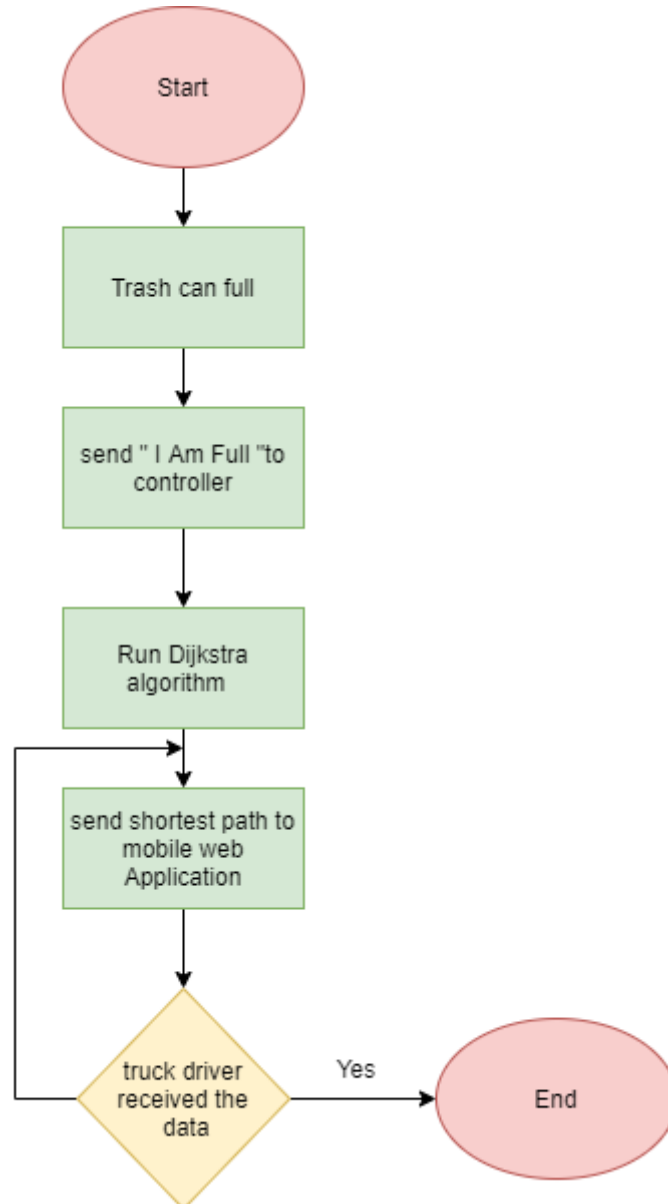 Start
Trash can full
send " I Am Full "to
controller
Run Dijkstra
algorithm
send shortest path to
mobile web
Application
truck driver
received the
data
Yes
End